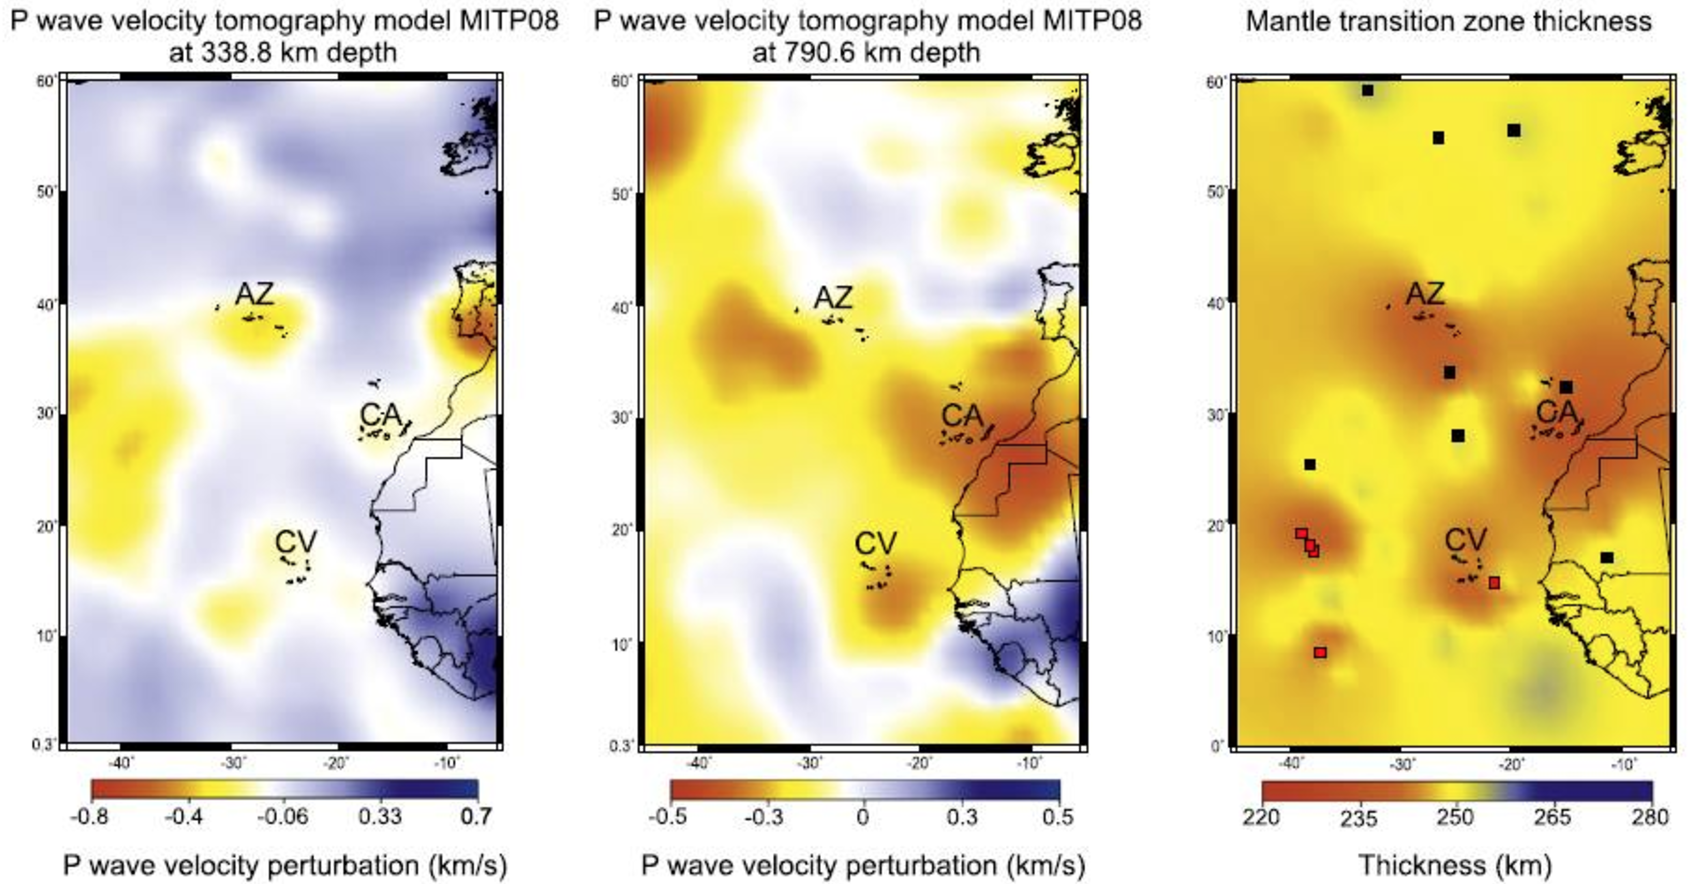 P wave velocity tomography model MITP08
at 338.8 km depth
60˚
50˚
40˚
30˚
20˚
10˚
0.3˚
AZ
CA
CV
-40˚ -30˚ -20˚ -10˚
-0.8 -0.4 -0.06 0.33 0.7
P wave velocity perturbation (km/s)
P wave velocity tomography model MITP08
at 790.6 km depth
60˚
50˚
40˚
30˚
20˚
10˚
0.3˚
AZ
CA
CV
-40˚ -30˚ -20˚ -10˚
-0.5 -0.3 0 0.3 0.5
P wave velocity perturbation (km/s)
Mantle transition zone thickness
60˚
50˚
40˚
30˚
20˚
10˚
0˚
AZ
CA
CV
-40˚ -30˚ -20˚ -10˚
220 235 250 265 280
Thickness (km)